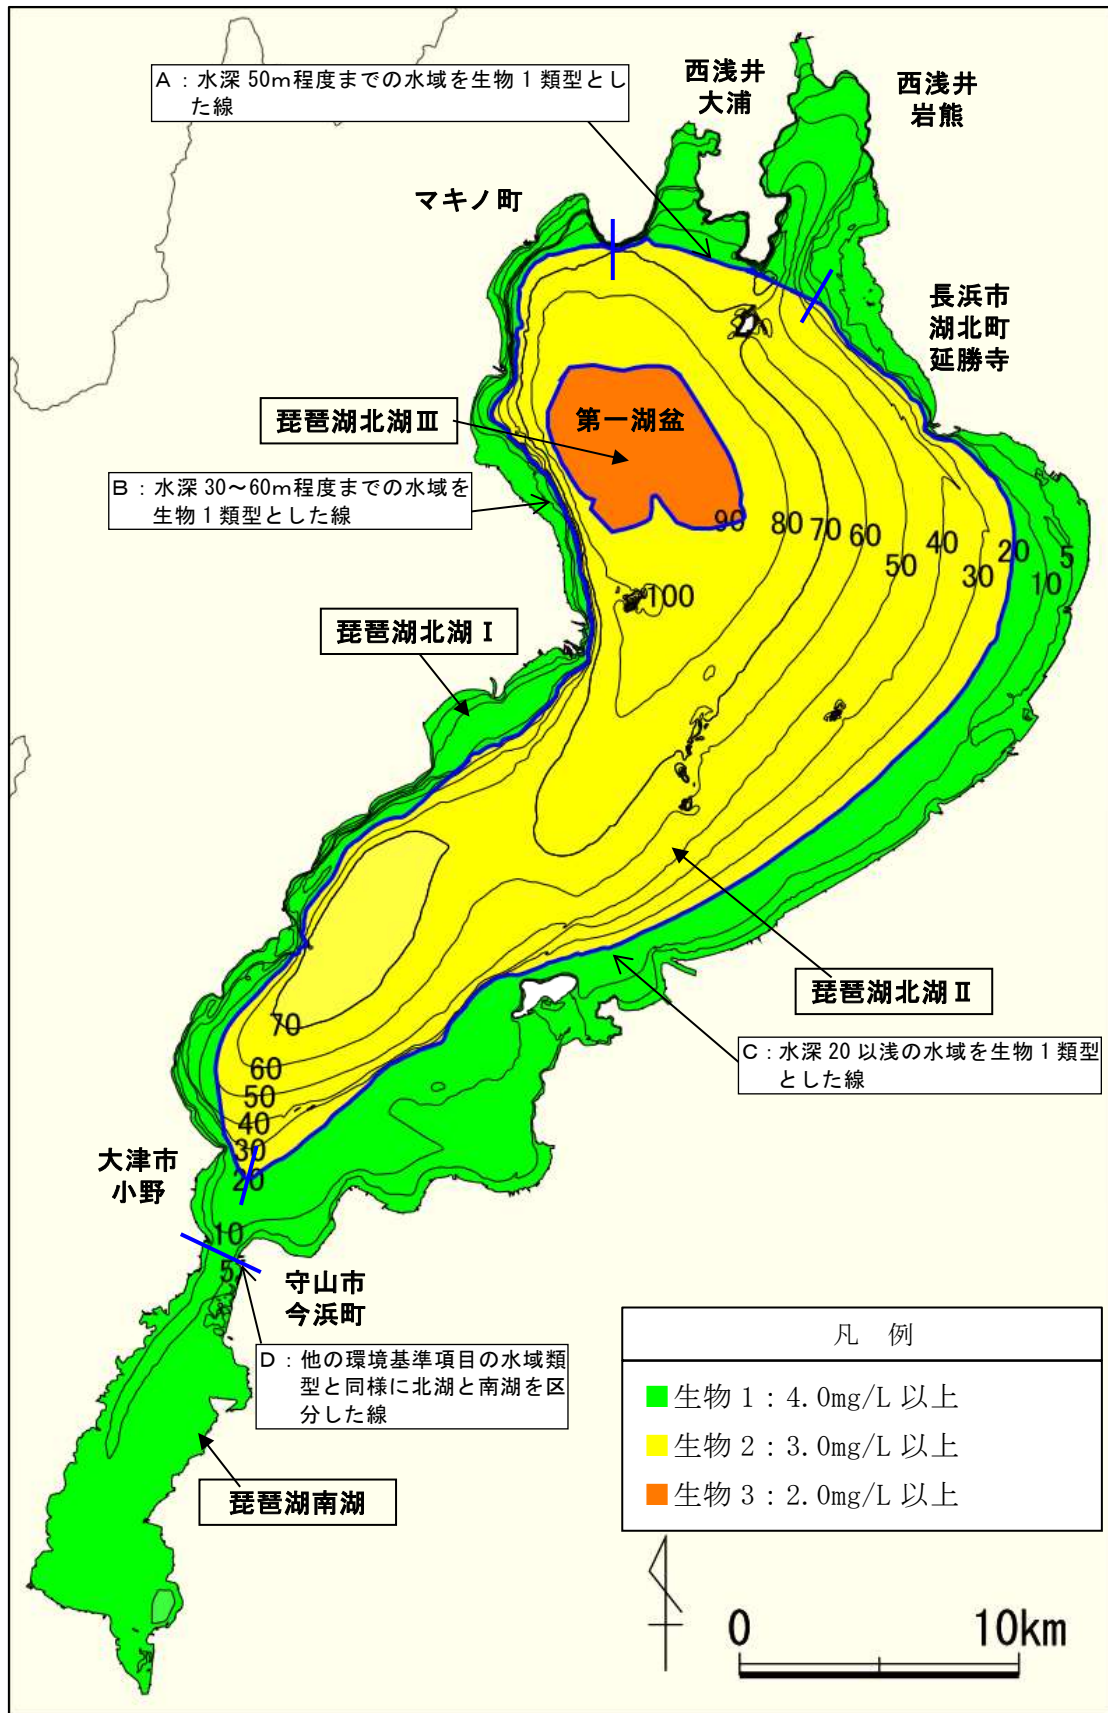 A：水深 50m程度までの水域を生物 1 類型とし
た線
西浅井
大浦
西浅井
岩熊
マキノ町
長浜市
湖北町
延勝寺
琵琶湖北湖Ⅲ
第一湖盆
B：水深 30～60m程度までの水域を
生物 1 類型とした線
90
80
70
60
50
40
30
20
10
5
100
琵琶湖北湖Ⅰ
琵琶湖北湖Ⅱ
C：水深 20 以浅の水域を生物 1 類型
とした線
70
60
50
40
30
20
10
5
大津市
小野
守山市
今浜町
D：他の環境基準項目の水域類
型と同様に北湖と南湖を区
分した線
琵琶湖南湖
凡 例
生物 1：4.0mg/L 以上
生物 2：3.0mg/L 以上
生物 3：2.0mg/L 以上
0 10km